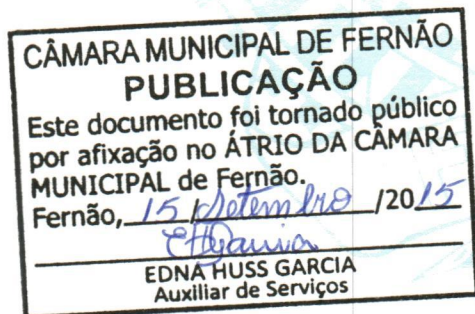 CÂMARA MUNICIPAL DE FERNÃO
PUBLICAÇÃO
Este documento foi tornado público
por afixação no ÁTRIO DA CÂMARA
MUNICIPAL de Fernão.
Fernão, 15 / Setembro /2015
EHGarcia
EDNA HUSS GARCIA
Auxiliar de Serviços